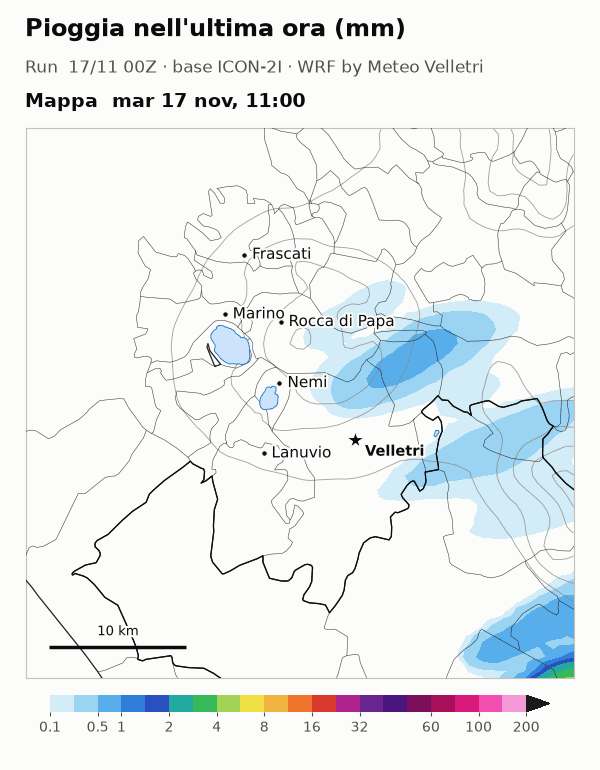 Pioggia nell'ultima ora (mm)
Run  17/11 00Z · base ICON-2I · WRF by Meteo Velletri
Mappa  mar 17 nov, 11:00
Frascati
Marino
Rocca di Papa
Nemi
Velletri
Lanuvio
10 km
0.1 0.5 1 2 4 8 16 32 60 100 200